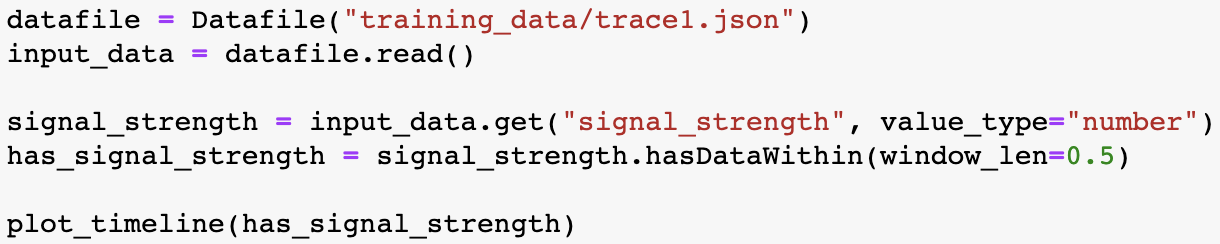 datafile = Datafile("training_data/trace1.json")
input_data = datafile.read()
signal_strength = input_data.get("signal_strength", value_type="number")
has_signal_strength = signal_strength.hasDataWithin(window_len=0.5)
plot_timeline(has_signal_strength)